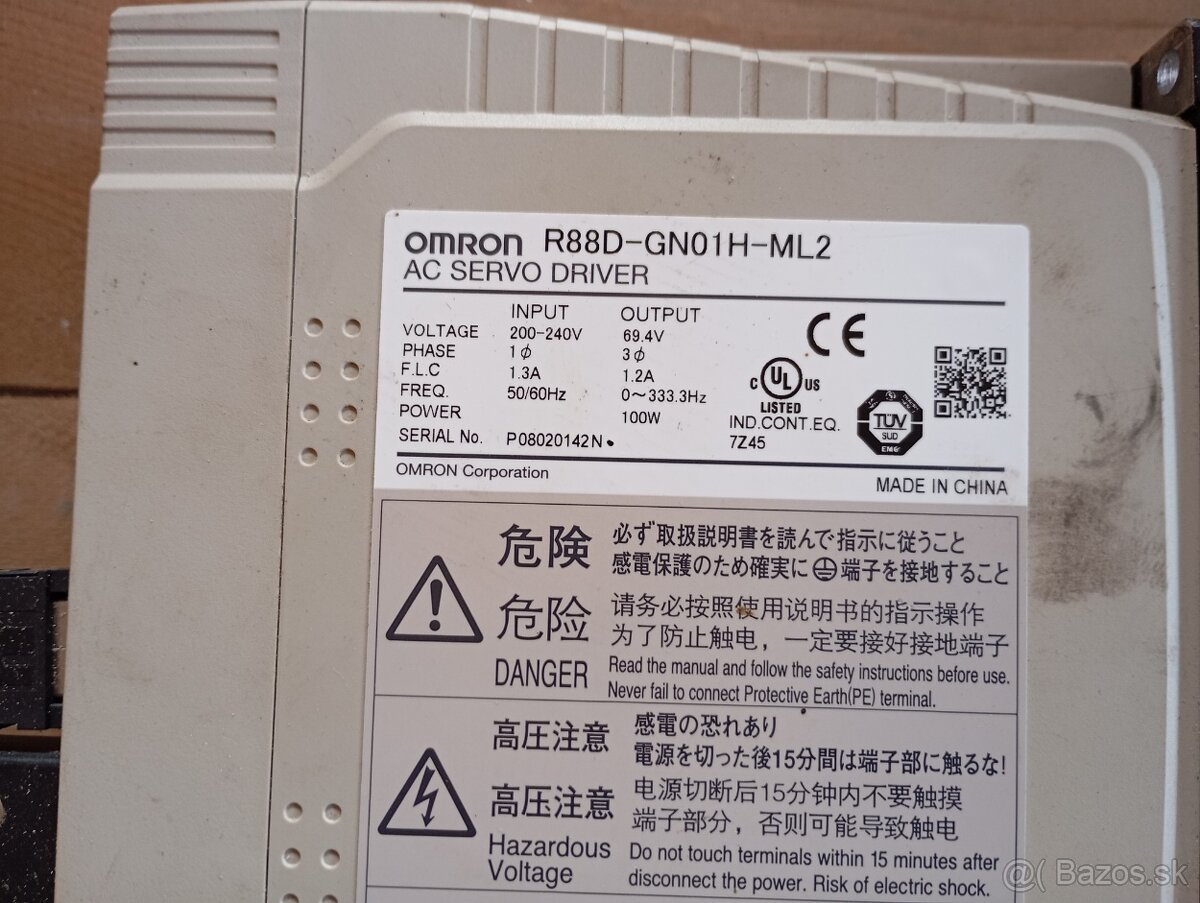 OMRON R88D-GN01H-ML2
AC SERVO DRIVER
INPUT OUTPUT
VOLTAGE 200-240V 69.4V
PHASE 1ϕ 3ϕ
F.L.C 1.3A 1.2A
FREQ. 50/60Hz 0～333.3Hz
POWER 100W
SERIAL No. P08020142N
CE
C UL US
LISTED
IND.CONT.EQ.
7Z45
TÜV
SUD
OMRON Corporation
MADE IN CHINA
危険
必ず取扱説明書を読んで指示に従うこと
感電保護のため確実に⏚端子を接地すること
危险
请务必按照使用说明书的指示操作
为了防止触电，一定要接好接地端子
DANGER
Read the manual and follow the safety instructions before use.
Never fail to connect Protective Earth(PE) terminal.
高圧注意
感電の恐れあり
電源を切った後15分間は端子部に触るな!
高压注意
电源切断后15分钟内不要触摸
端子部分，否则可能导致触电
Hazardous
Voltage
Do not touch terminals within 15 minutes after
disconnect the power. Risk of electric shock.
@( Bazos.sk